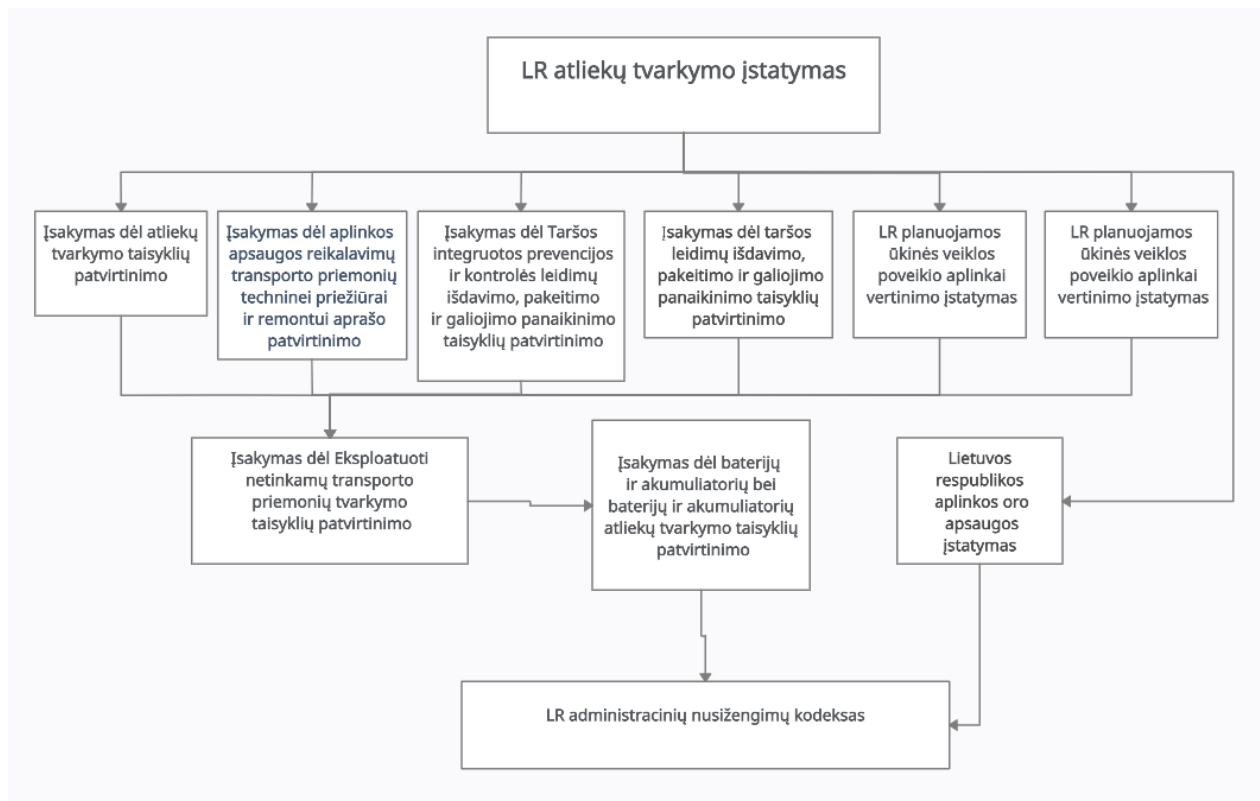 LR atliekų tvarkymo įstatymas
Įsakymas dėl atliekų
tvarkymo taisyklių
patvirtinimo
Įsakymas dėl aplinkos
apsaugos reikalavimų
transporto priemonių
techninei priežiūrai
ir remontui aprašo
patvirtinimo
Įsakymas dėl Taršos
integruotos prevencijos
ir kontrolės leidimų
išdavimo, pakeitimo
ir galiojimo panaikinimo
taisyklių patvirtinimo
Įsakymas dėl taršos
leidimų išdavimo,
pakeitimo ir galiojimo
panaikinimo taisyklių
patvirtinimo
LR planuojamos
ūkinės veiklos
poveikio aplinkai
vertinimo įstatymas
LR planuojamos
ūkinės veiklos
poveikio aplinkai
vertinimo įstatymas
Įsakymas dėl Eksploatuoti
netinkamų transporto
priemonių tvarkymo
taisyklių patvirtinimo
Įsakymas dėl baterijų
ir akumuliatorių bei
baterijų ir akumuliatorių
atliekų tvarkymo taisyklių
patvirtinimo
Lietuvos
respublikos
aplinkos oro
apsaugos
įstatymas
LR administracinių nusižengimų kodeksas